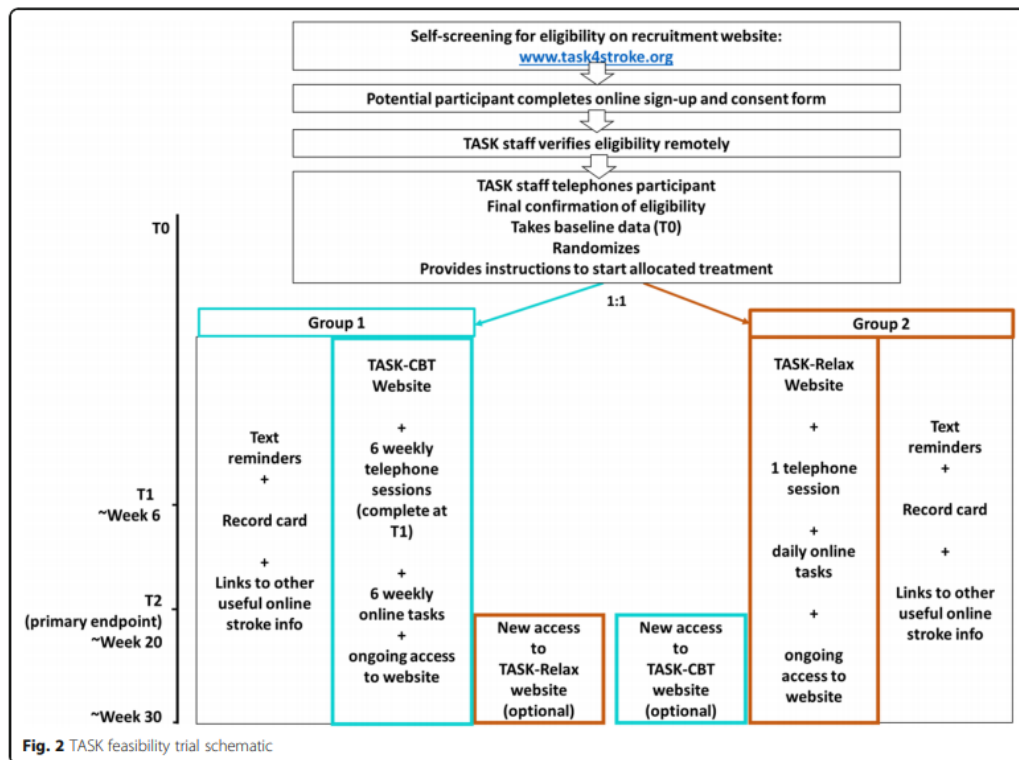 Self-screening for eligibility on recruitment website:
www.task4stroke.org
Potential participant completes online sign-up and consent form
TASK staff verifies eligibility remotely
TASK staff telephones participant
Final confirmation of eligibility
Takes baseline data (T0)
Randomizes
Provides instructions to start allocated treatment
T0
1:1
Group 1
Group 2
Text
reminders
+
Record card
+
Links to other
useful online
stroke info
TASK-CBT
Website
+
6 weekly
telephone
sessions
(complete at
T1)
+
6 weekly
online tasks
+
ongoing access
to website
TASK-Relax
Website
+
1 telephone
session
+
daily online
tasks
+
ongoing
access to
website
Text
reminders
+
Record card
+
Links to other
useful online
stroke info
T1
~Week 6
T2
(primary endpoint)
~Week 20
New access
to
TASK-Relax
website
(optional)
New access
to
TASK-CBT
website
(optional)
~Week 30
Fig. 2 TASK feasibility trial schematic